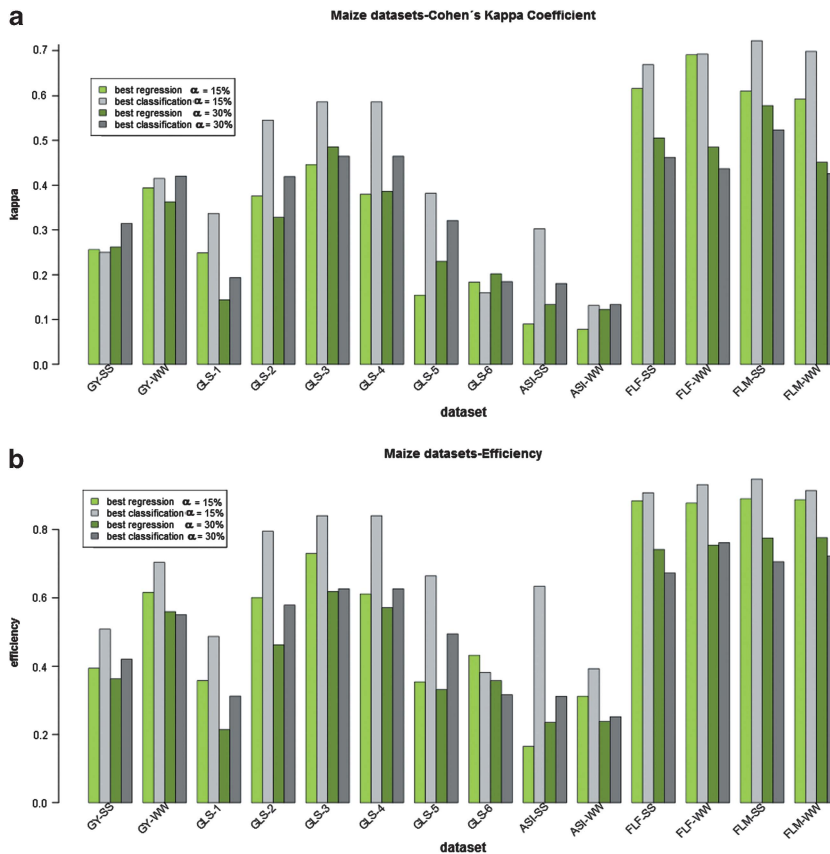 a
Maize datasets-Cohen´s Kappa Coefficient
kappa
0.7
0.6
0.5
0.4
0.3
0.2
0.1
0.0
best regression α = 15%
best classification α = 15%
best regression α = 30%
best classification α = 30%
GY-SS GY-WW GLS-1 GLS-2 GLS-3 GLS-4 GLS-5 GLS-6 ASI-SS ASI-WW FLF-SS FLF-WW FLM-SS FLM-WW
dataset
b
Maize datasets-Efficiency
efficiency
0.8
0.6
0.4
0.2
0.0
best regression α = 15%
best classification α = 15%
best regression α = 30%
best classification α = 30%
GY-SS GY-WW GLS-1 GLS-2 GLS-3 GLS-4 GLS-5 GLS-6 ASI-SS ASI-WW FLF-SS FLF-WW FLM-SS FLM-WW
dataset